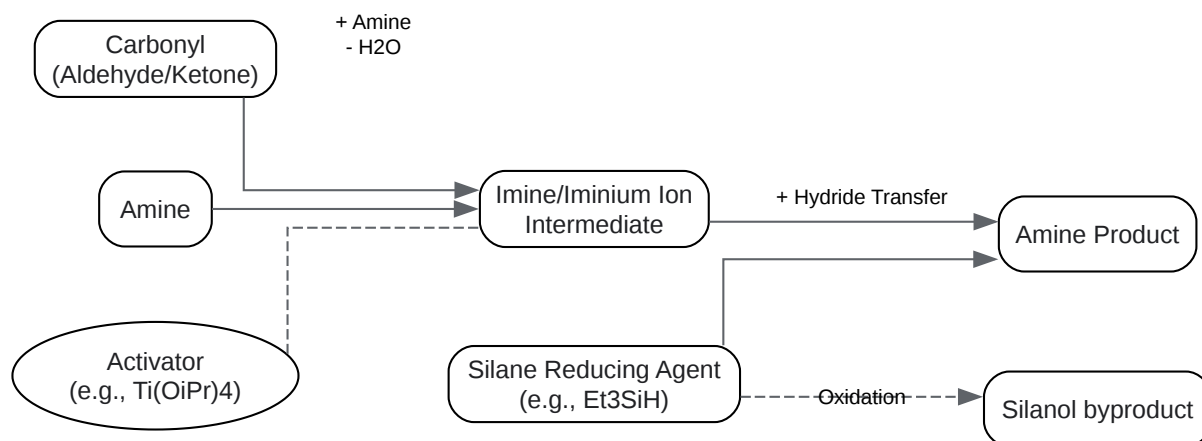 Carbonyl
(Aldehyde/Ketone)
+ Amine
- H2O
Amine
Imine/Iminium Ion
Intermediate
+ Hydride Transfer
Amine Product
Activator
(e.g., Ti(OiPr)4)
Silane Reducing Agent
(e.g., Et3SiH)
Oxidation
Silanol byproduct